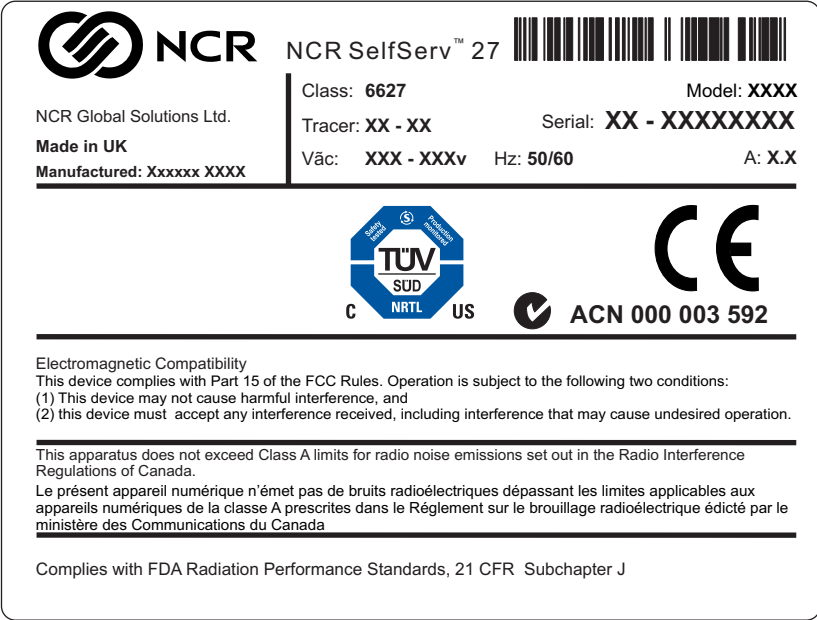 NCR
NCR SelfServ™ 27
NCR Global Solutions Ltd.
Made in UK
Manufactured: Xxxxxx XXXX
Class: 6627
Model: XXXX
Tracer: XX - XX
Serial: XX - XXXXXXXX
Vãc: XXX - XXXv Hz: 50/60 A: X.X
Safety tested
Production monitored
TÜV
SÜD
C NRTL US
CE
ACN 000 003 592
Electromagnetic Compatibility
This device complies with Part 15 of the FCC Rules. Operation is subject to the following two conditions:
(1) This device may not cause harmful interference, and
(2) this device must accept any interference received, including interference that may cause undesired operation.
This apparatus does not exceed Class A limits for radio noise emissions set out in the Radio Interference
Regulations of Canada.
Le présent appareil numérique n’émet pas de bruits radioélectriques dépassant les limites applicables aux
appareils numériques de la classe A prescrites dans le Réglement sur le brouillage radioélectrique édicté par le
ministère des Communications du Canada
Complies with FDA Radiation Performance Standards, 21 CFR Subchapter J